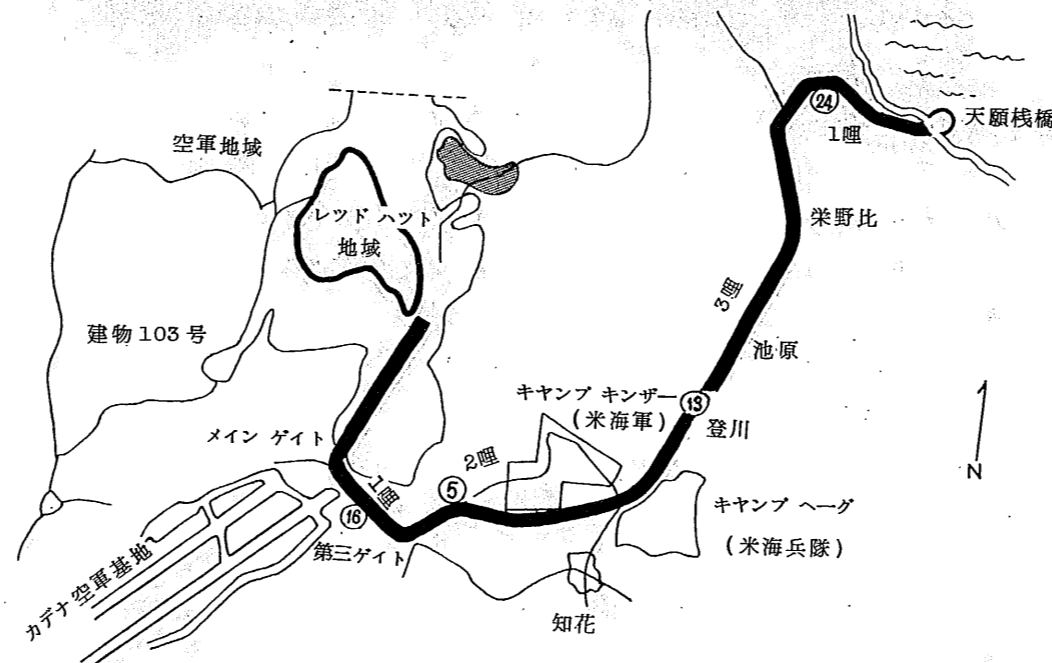 ㉔
天願桟橋
1哩
空軍地域
レツド ハツト
地域
栄野比
3哩
建物103号
池原
キヤンプ キンザー
(米海軍)
⑬
登川
メイン ゲイト
2哩
⑤
1哩
⑯
N
キヤンプ ヘーグ
(米海兵隊)
第三ゲイト
カデナ空軍基地
知花